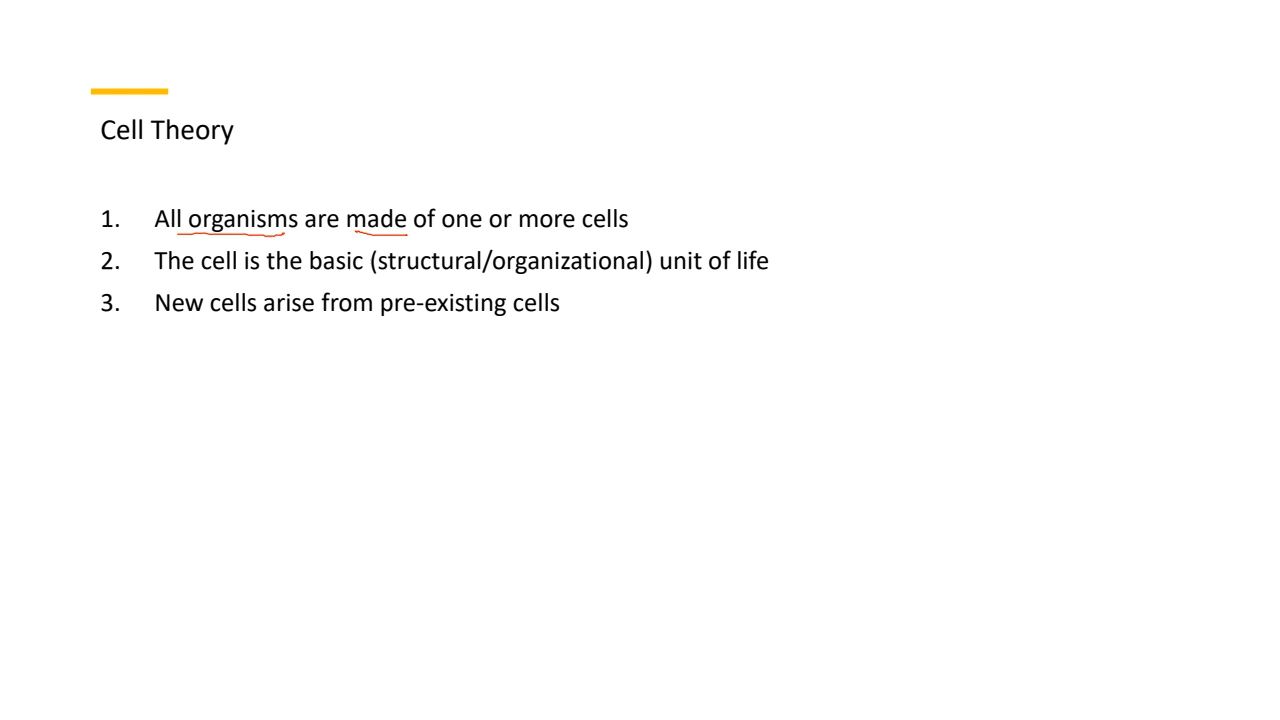 Cell Theory
1. All organisms are made of one or more cells
2. The cell is the basic (structural/organizational) unit of life
3. New cells arise from pre-existing cells